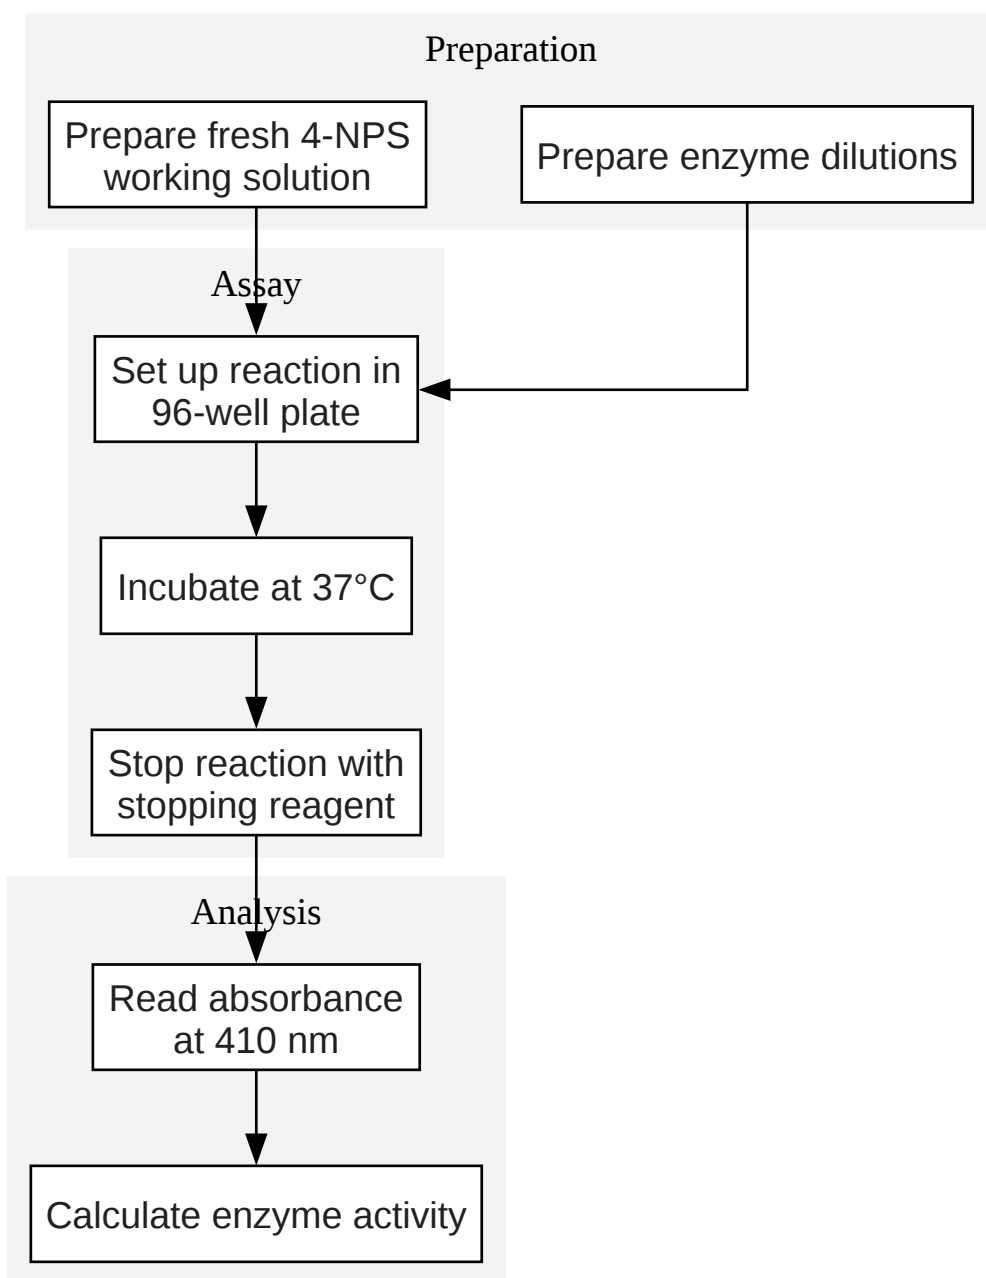 Preparation
Prepare fresh 4-NPS
working solution
Prepare enzyme dilutions
Assay
Set up reaction in
96-well plate
Incubate at 37°C
Stop reaction with
stopping reagent
Analysis
Read absorbance
at 410 nm
Calculate enzyme activity